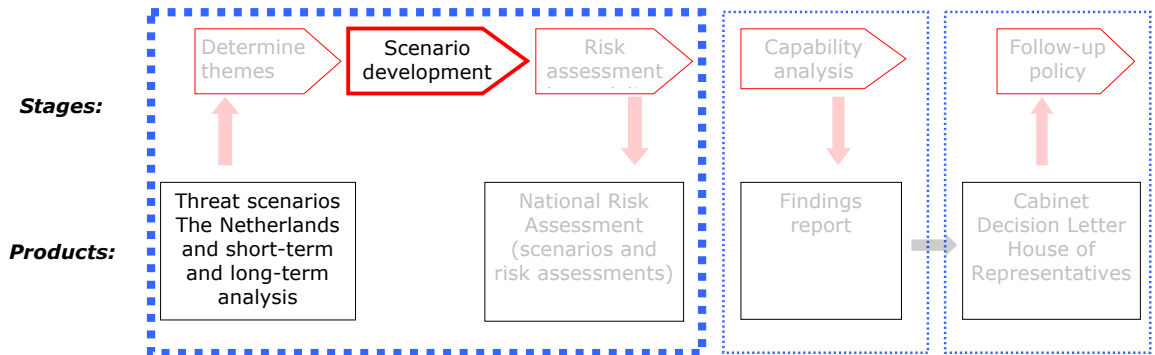 Determine
themes
Scenario
development
Risk
assessment
Capability
analysis
Follow-up
policy
Stages:
Threat scenarios
The Netherlands
and short-term
and long-term
analysis
National Risk
Assessment
(scenarios and
risk assessments)
Findings
report
Cabinet
Decision Letter
House of
Representatives
Products: